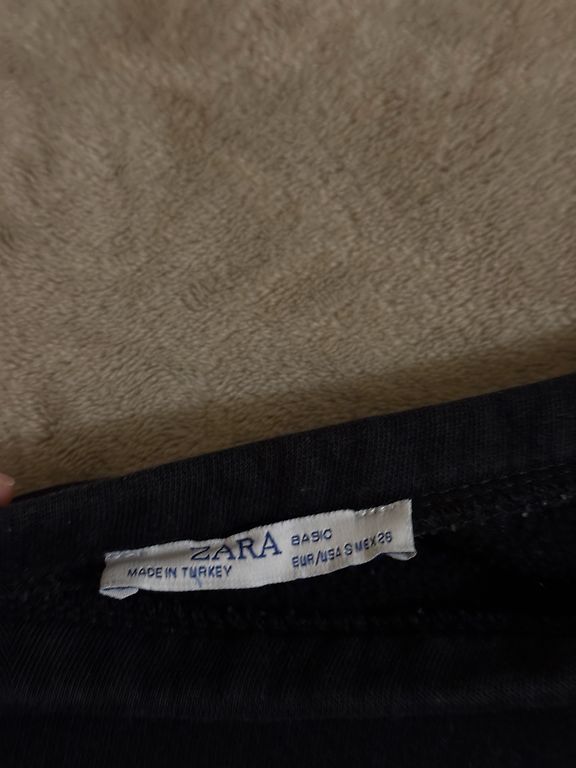 ZARA BASIC
MADE IN TURKEY
EUR/USA S MEX 26